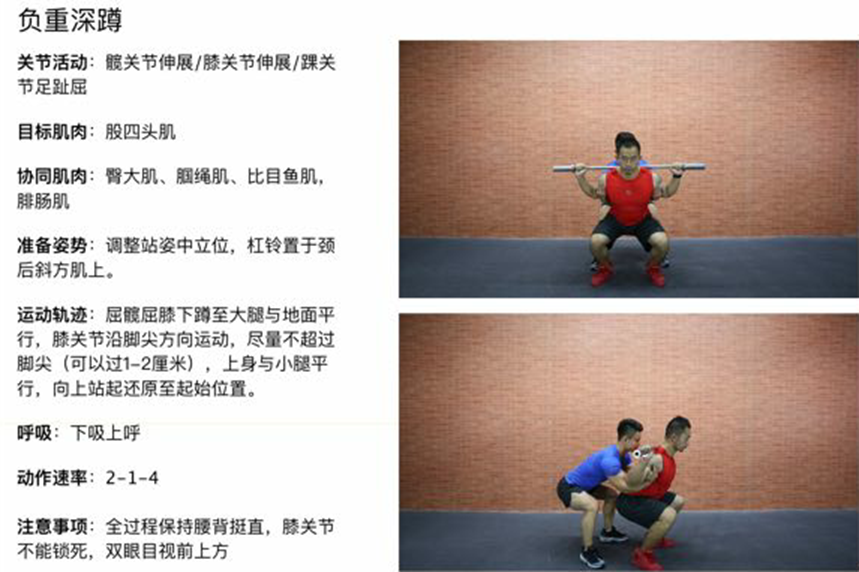 负重深蹲
关节活动：髋关节伸展/膝关节伸展/踝关
节足趾屈
目标肌肉：股四头肌
协同肌肉：臀大肌、腘绳肌、比目鱼肌，
腓肠肌
准备姿势：调整站姿中立位，杠铃置于颈
后斜方肌上。
运动轨迹：屈髋屈膝下蹲至大腿与地面平
行，膝关节沿脚尖方向运动，尽量不超过
脚尖（可以过1-2厘米），上身与小腿平
行，向上站起还原至起始位置。
呼吸：下吸上呼
动作速率：2-1-4
注意事项：全过程保持腰背挺直，膝关节
不能锁死，双眼目视前上方